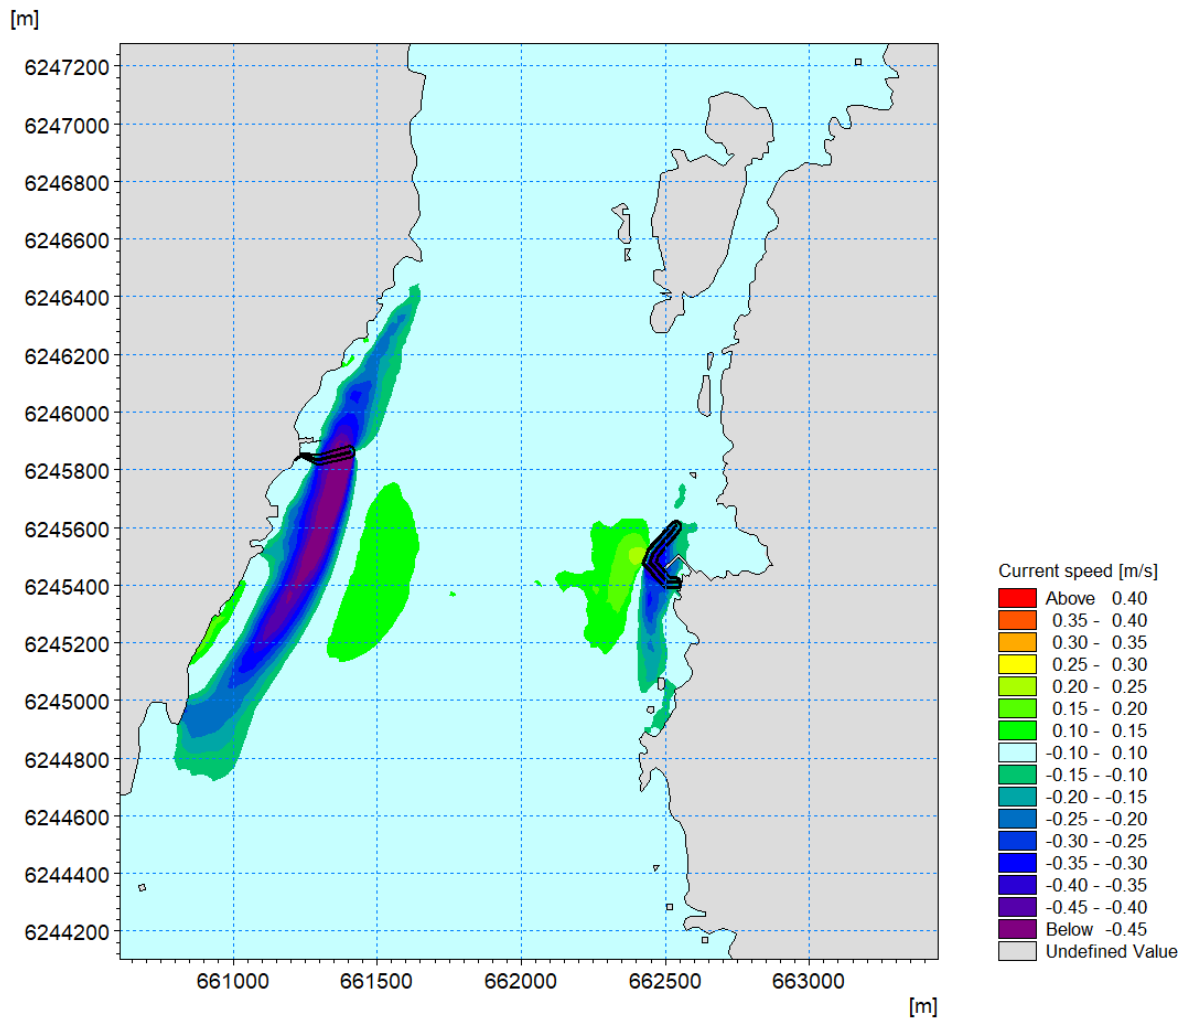 [m]
6247200
6247000
6246800
6246600
6246400
6246200
6246000
6245800
6245600
6245400
6245200
6245000
6244800
6244600
6244400
6244200
661000 661500 662000 662500 663000
[m]
Current speed [m/s]
Above 0.40
0.35 - 0.40
0.30 - 0.35
0.25 - 0.30
0.20 - 0.25
0.15 - 0.20
0.10 - 0.15
-0.10 - 0.10
-0.15 - -0.10
-0.20 - -0.15
-0.25 - -0.20
-0.30 - -0.25
-0.35 - -0.30
-0.40 - -0.35
-0.45 - -0.40
Below -0.45
Undefined Value